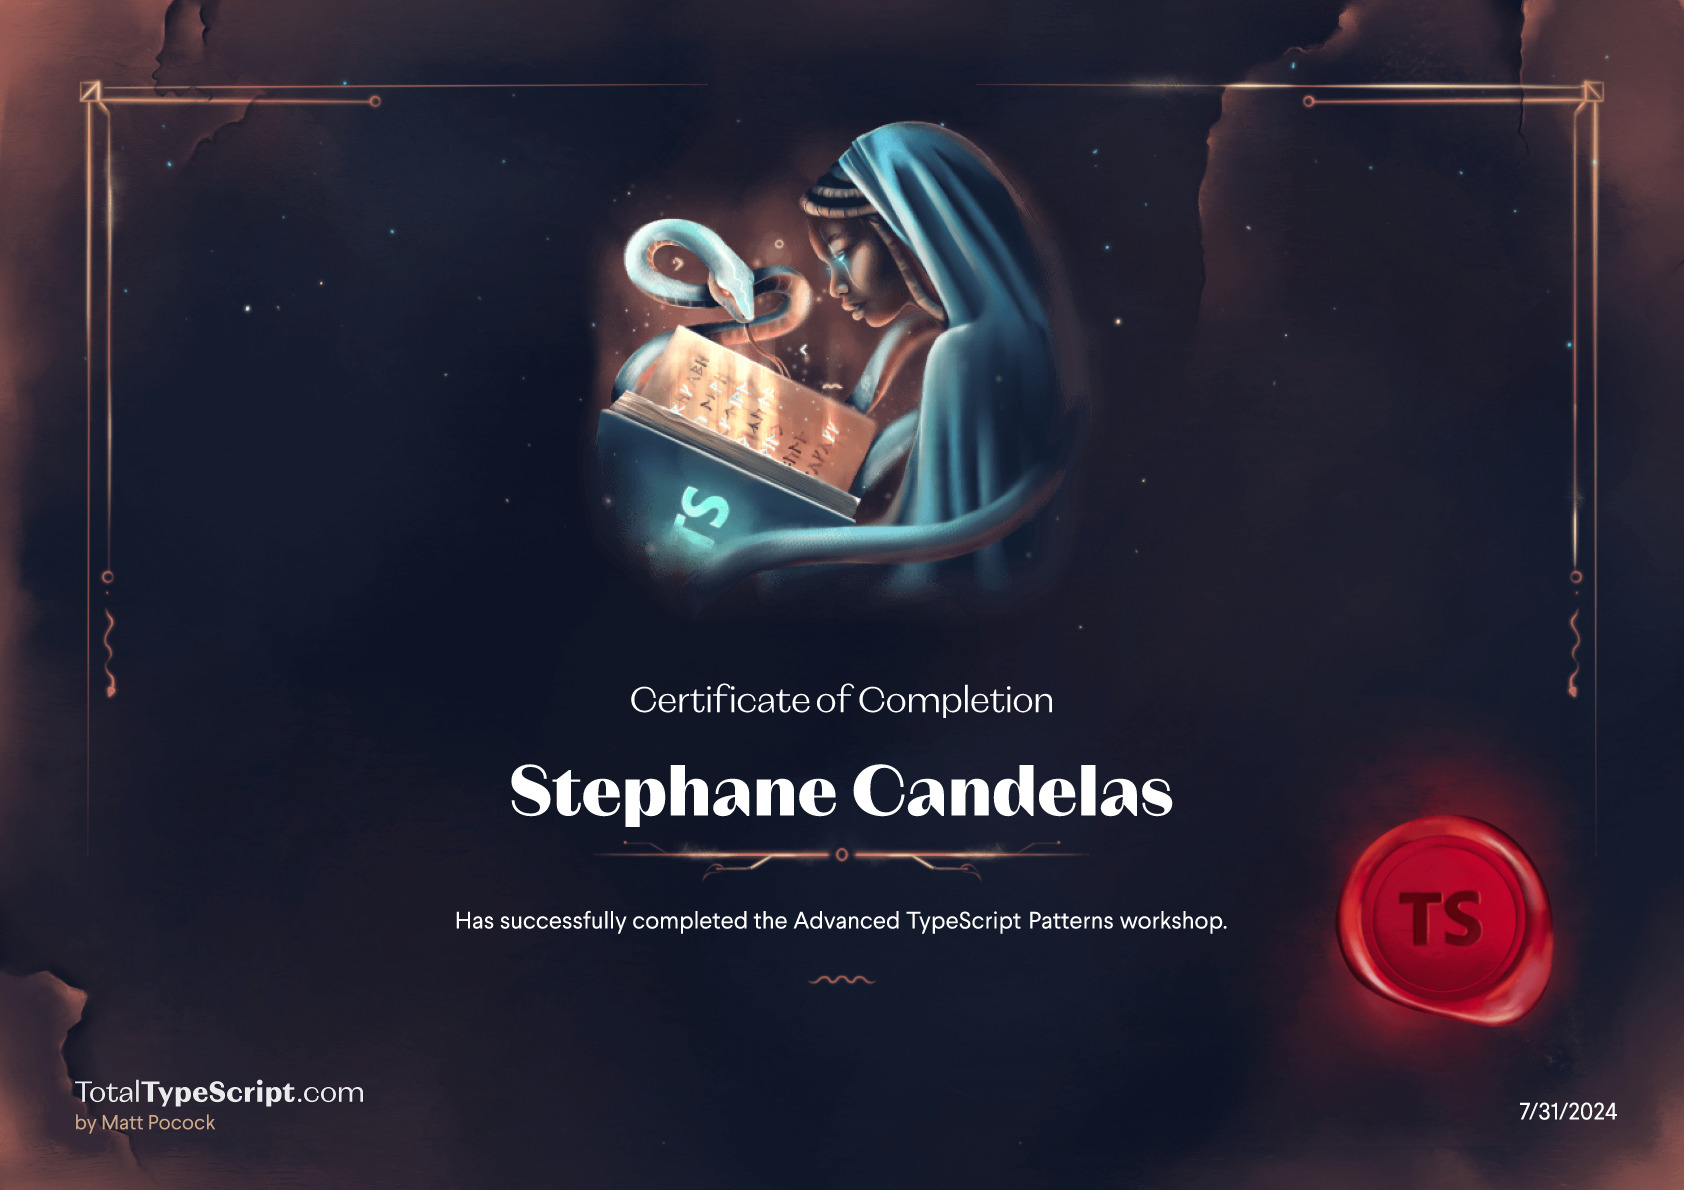 TS
Certificate of Completion
Stephane Candelas
Has successfully completed the Advanced TypeScript Patterns workshop.
TS
TotalTypeScript.com
by Matt Pocock
7/31/2024